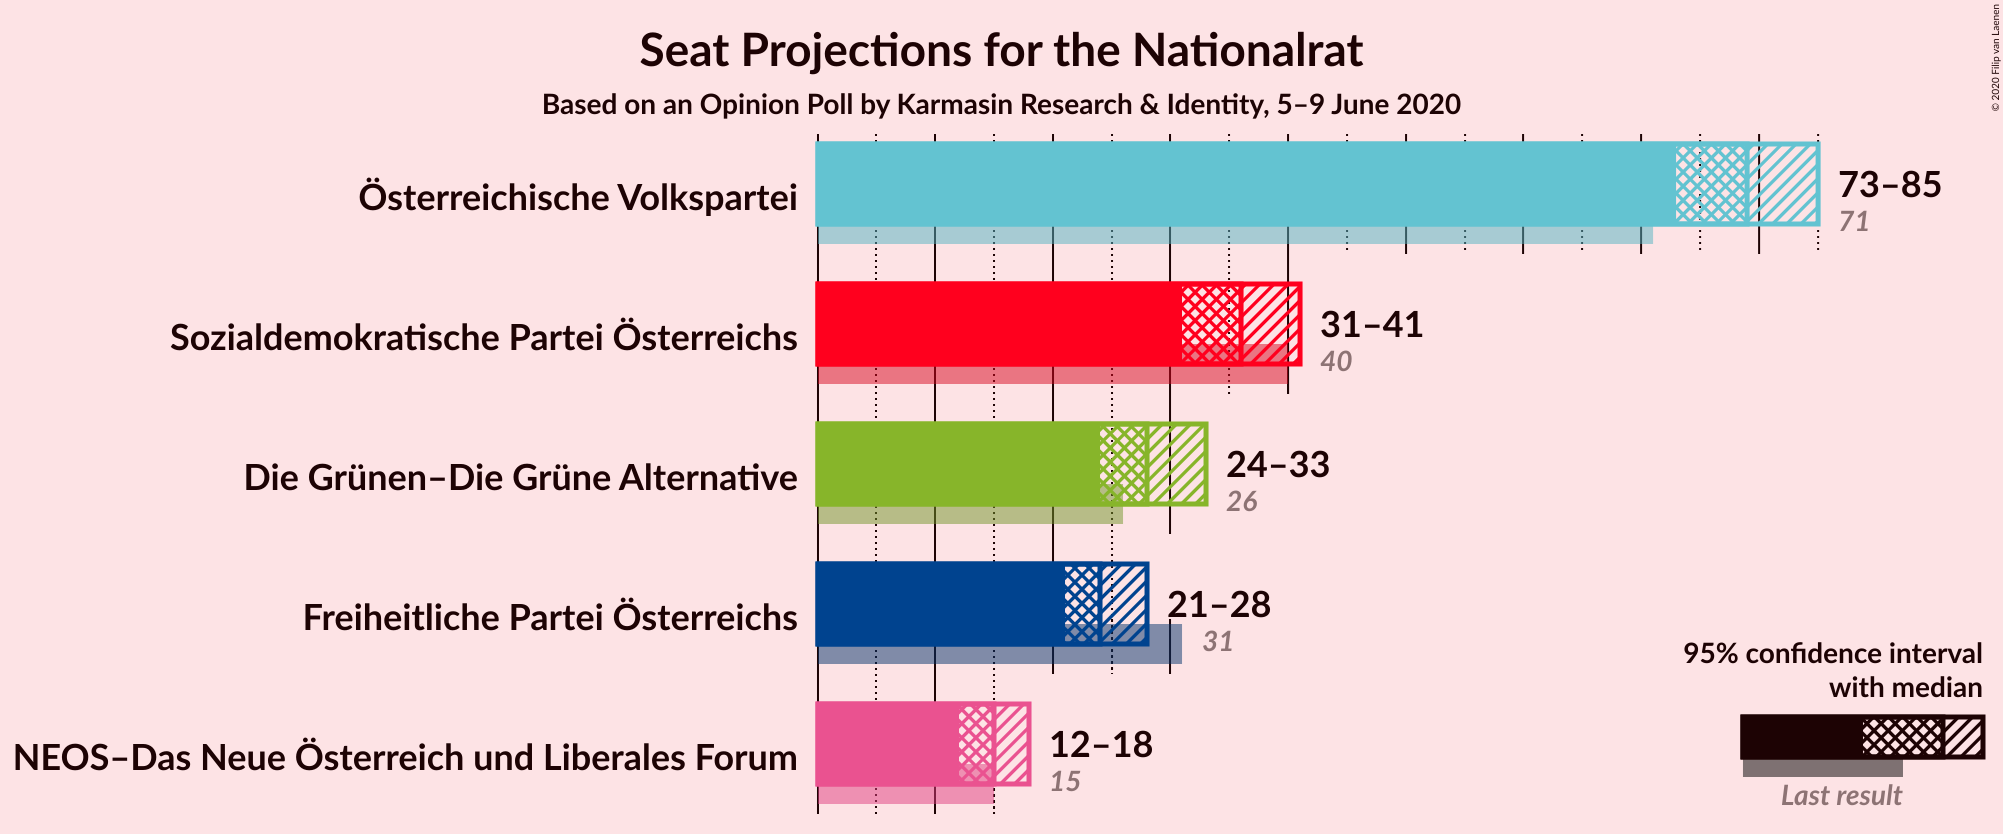 Seat Projections for the Nationalrat
Based on an Opinion Poll by Karmasin Research & Identity, 5–9 June 2020
© 2020 Filip van Laenen
Österreichische Volkspartei
73–85
71
Sozialdemokratische Partei Österreichs
31–41
40
Die Grünen–Die Grüne Alternative
24–33
26
Freiheitliche Partei Österreichs
21–28
31
NEOS–Das Neue Österreich und Liberales Forum
12–18
15
95% confidence interval
with median
Last result